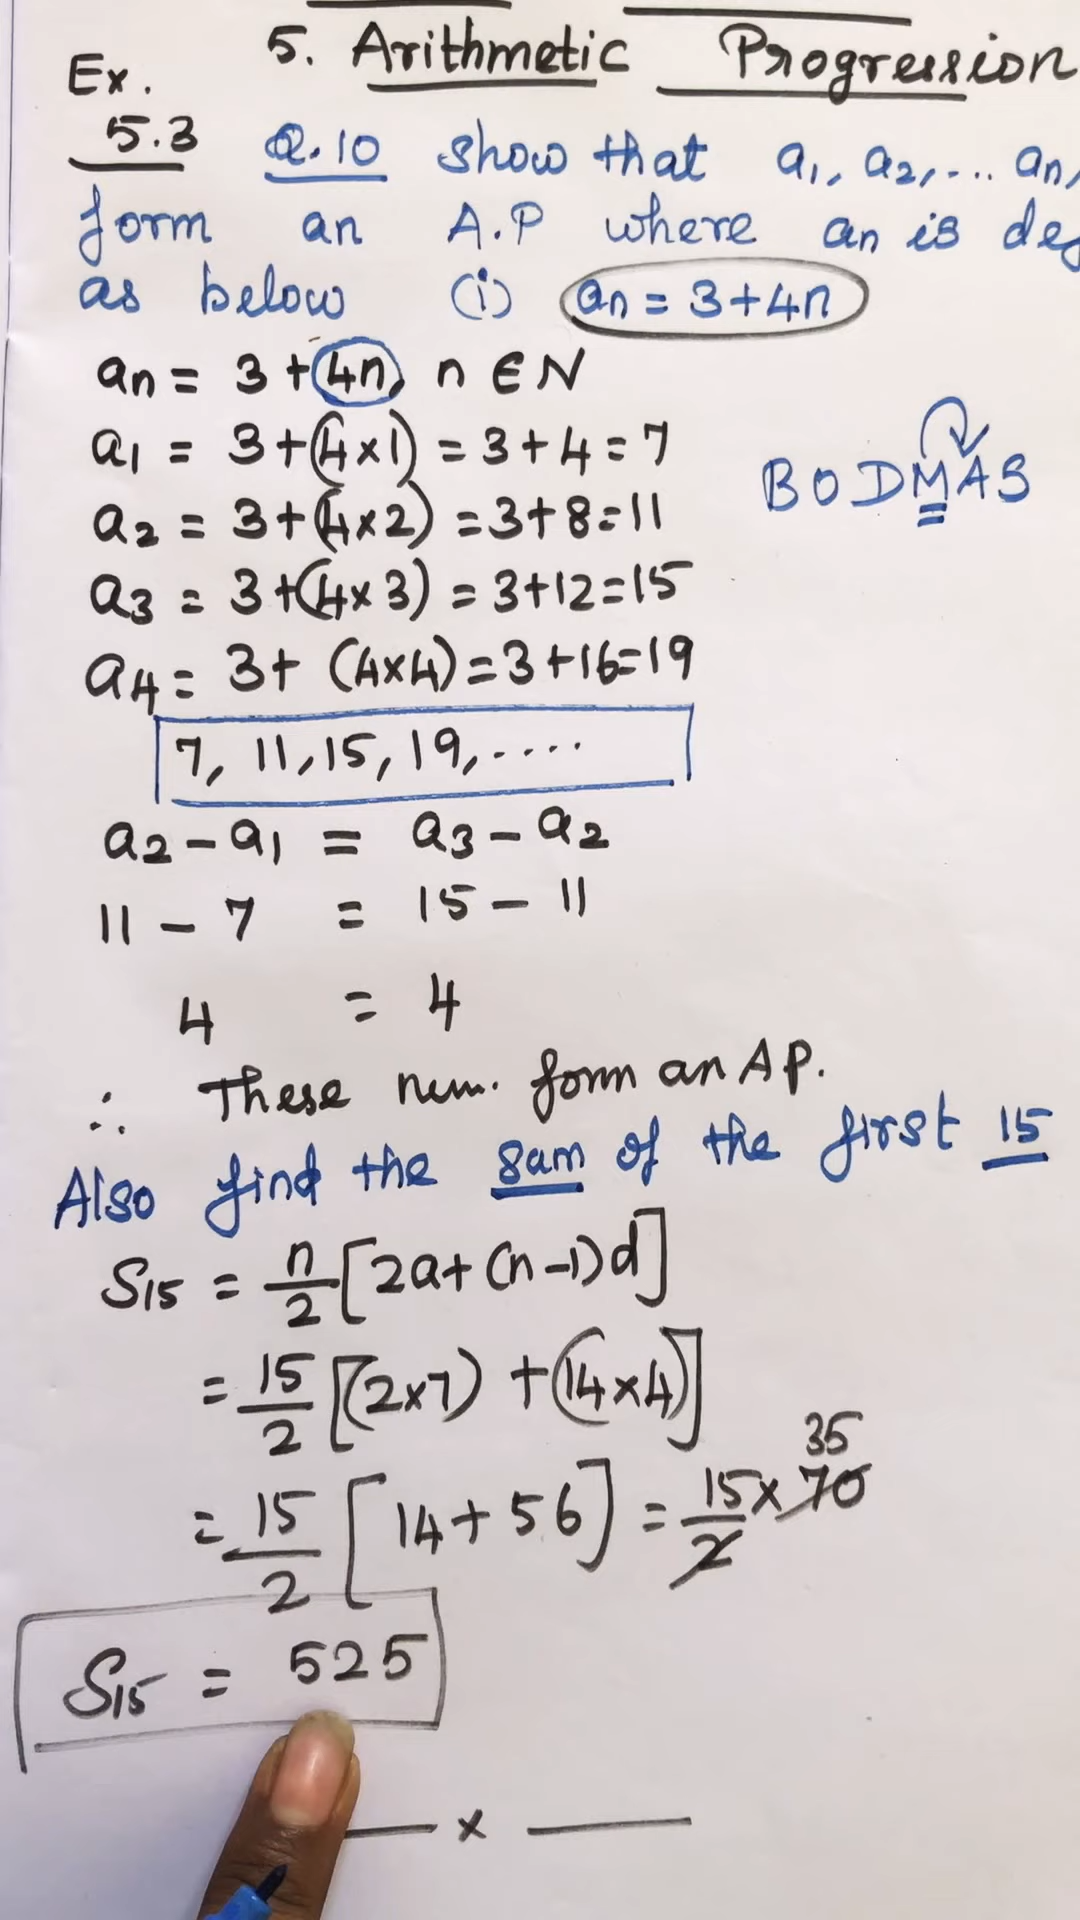 5. Arithmetic Progression
Ex.
5.3 Q.10 show that a1, a2, ... an,
form an A.P where an is def
as below (i) an = 3+4n
an = 3+4n, n ∈ N
a1 = 3+(4×1) = 3+4=7
a2 = 3+(4×2) =3+8=11
a3 = 3+(4×3) = 3+12=15
a4 = 3+ (4×4) = 3+16=19
BODMAS
7, 11, 15, 19, .....
a2 - a1 = a3 - a2
11 - 7 = 15 - 11
4 = 4
∴ These num. form an AP.
Also find the sum of the first 15
S15 = n/2 [2a+(n-1)d]
= 15/2 [(2×7) + (14×4)]
= 15/2 [14+56] = 15/2 × 70 35
S15 = 525
— × —